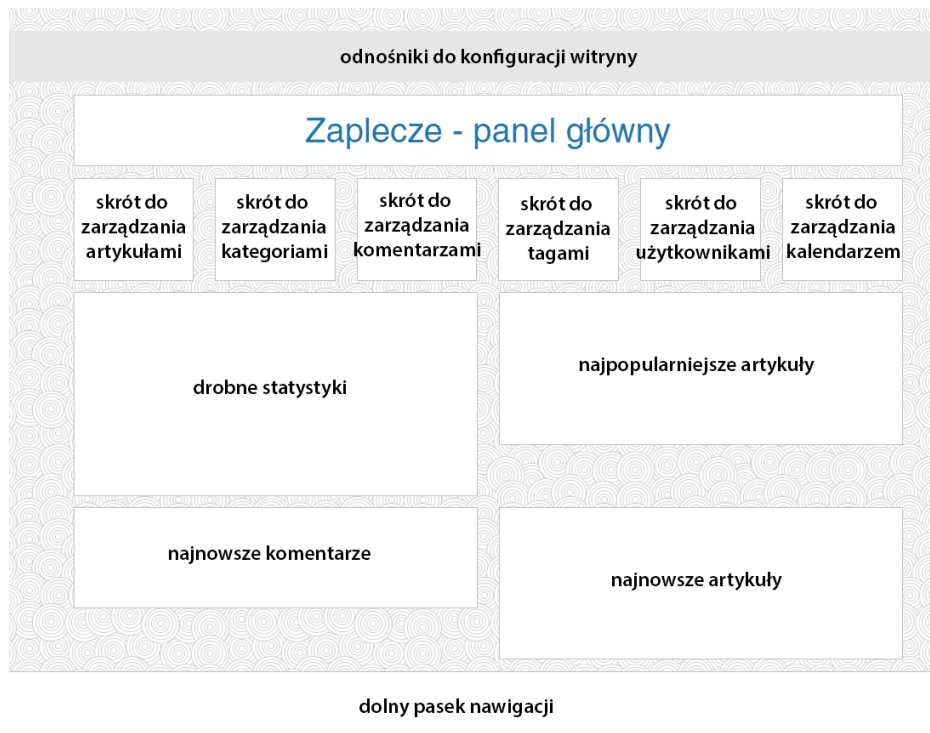 odnośniki do konfiguracji witryny
Zaplecze - panel główny
skrót do
zarządzania
artykułami
skrót do
zarządzania
kategoriami
skrót do
zarządzania
komentarzami
skrót do
zarządzania
tagami
skrót do
zarządzania
użytkownikami
skrót do
zarządzania
kalendarzem
drobne statystyki
najpopularniejsze artykuły
najnowsze komentarze
najnowsze artykuły
dolny pasek nawigacji